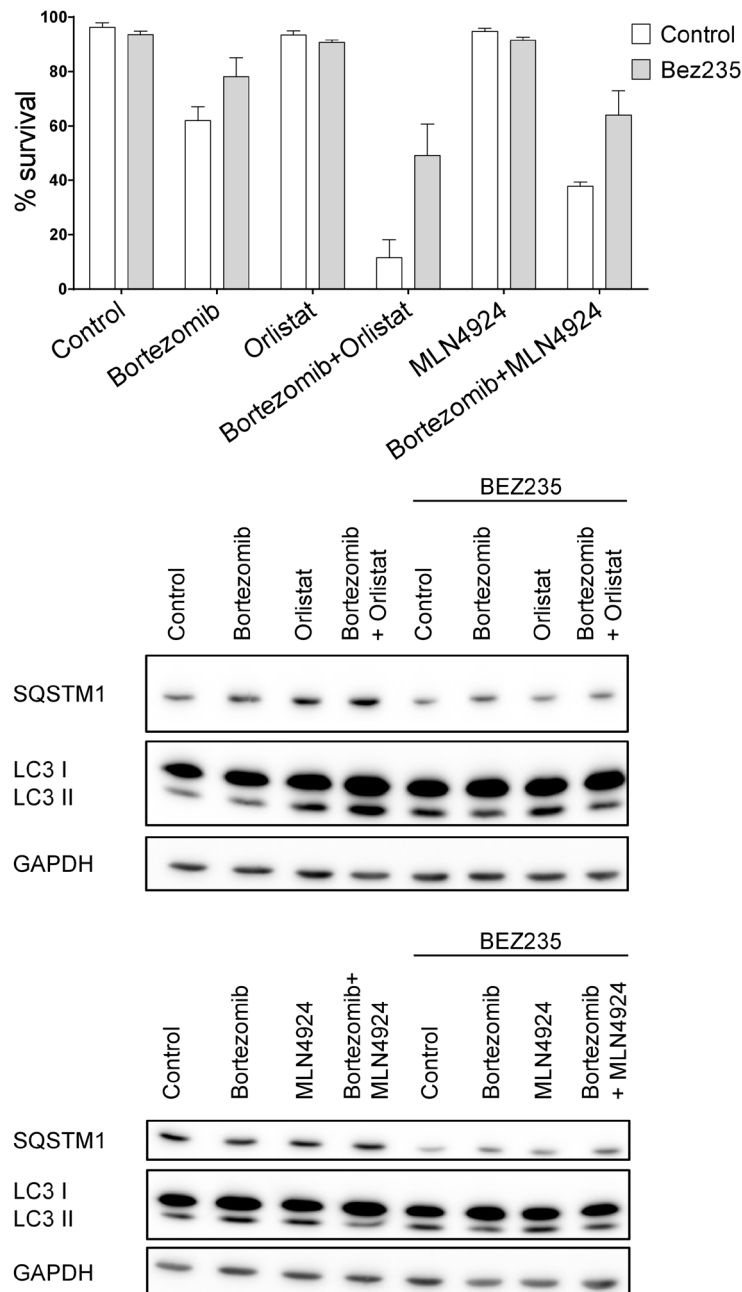 100
80
60
40
20
0
% survival
Control
Bez235
Control
Bortezomib
Orlistat
Bortezomib+Orlistat
MLN4924
Bortezomib+MLN4924
BEZ235
Control
Bortezomib
Orlistat
Bortezomib
+ Orlistat
Control
Bortezomib
Orlistat
Bortezomib
+ Orlistat
SQSTM1
LC3 I
LC3 II
GAPDH
BEZ235
Control
Bortezomib
MLN4924
Bortezomib+
MLN4924
Control
Bortezomib
MLN4924
Bortezomib
+ MLN4924
SQSTM1
LC3 I
LC3 II
GAPDH